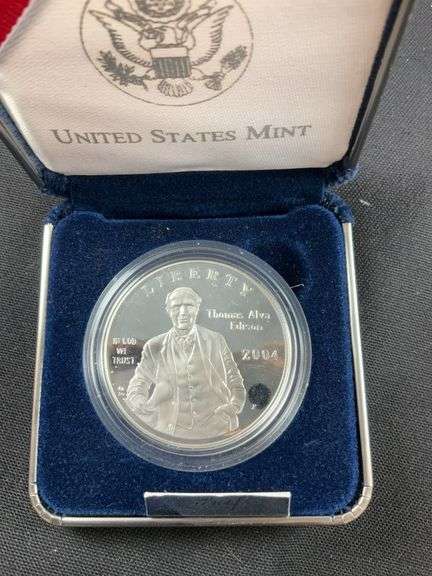 UNITED STATES MINT
LIBERTY
Thomas Alva
Edison
IN GOD
WE
TRUST
2004
P